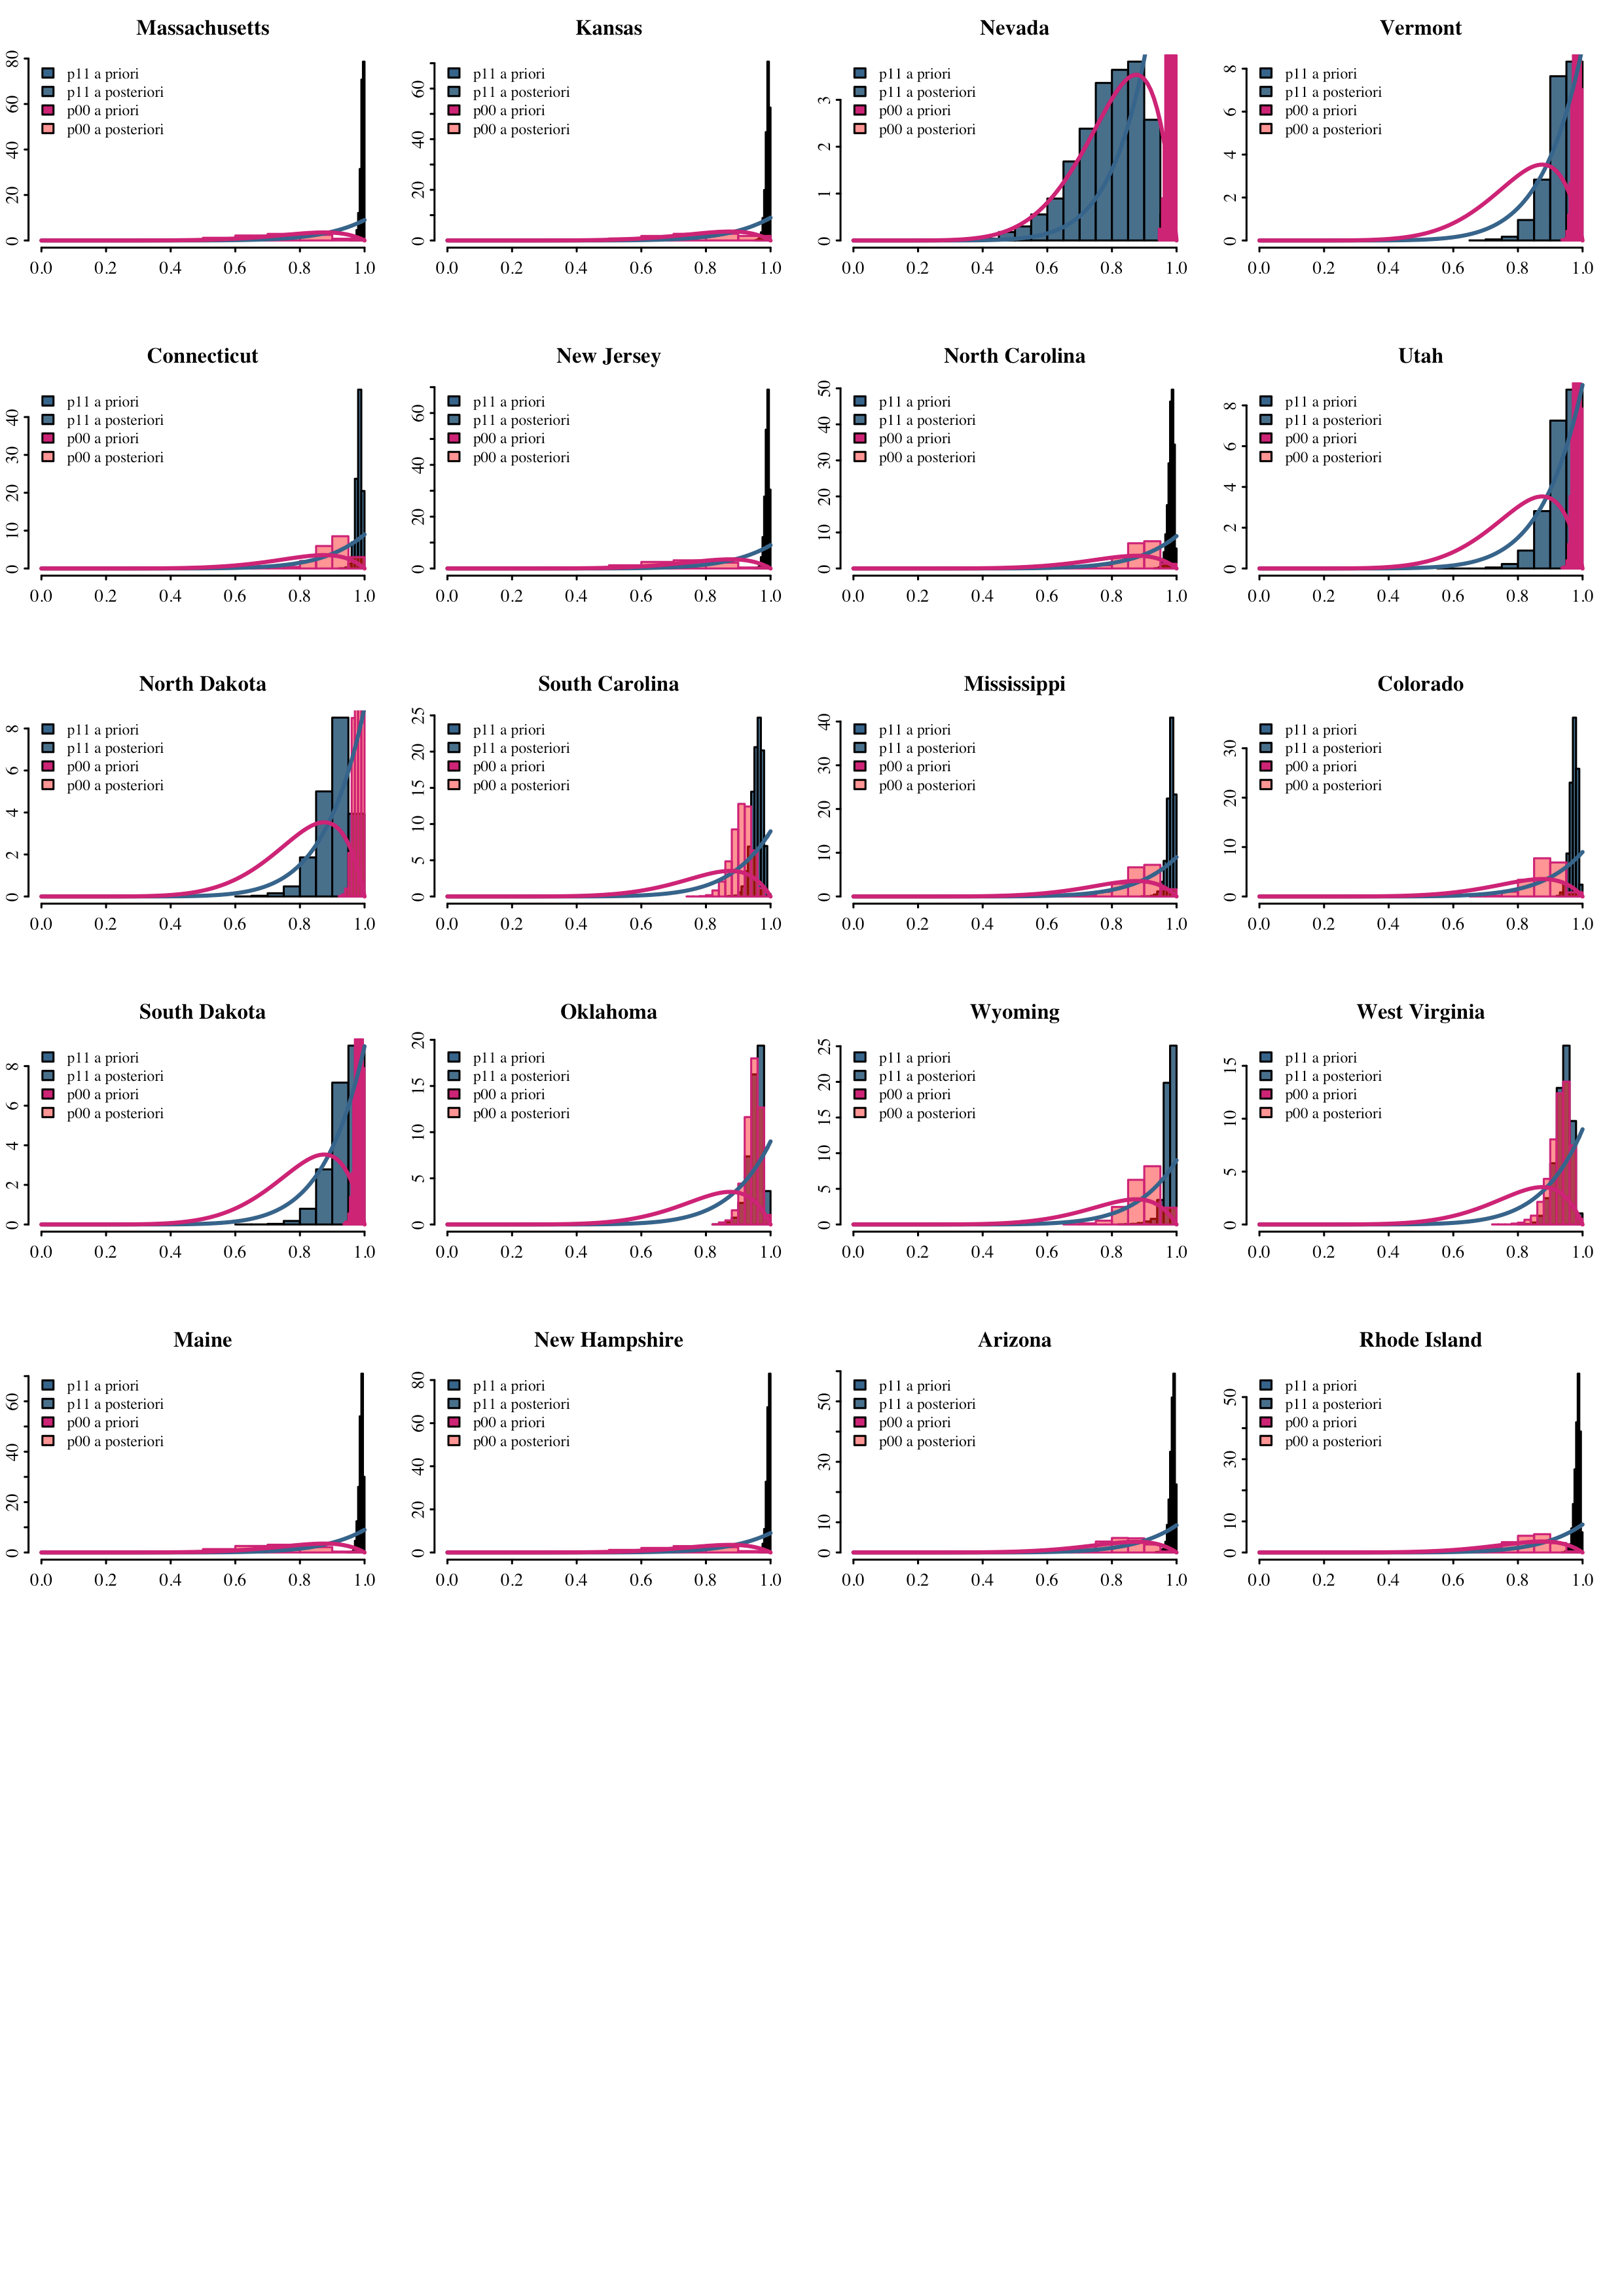 Massachusetts
p11 a priori
p11 a posteriori
p00 a priori
p00 a posteriori
0 20 40 60 80
0.0 0.2 0.4 0.6 0.8 1.0
Kansas
p11 a priori
p11 a posteriori
p00 a priori
p00 a posteriori
0 20 40 60
0.0 0.2 0.4 0.6 0.8 1.0
Nevada
p11 a priori
p11 a posteriori
p00 a priori
p00 a posteriori
0 1 2 3
0.0 0.2 0.4 0.6 0.8 1.0
Vermont
p11 a priori
p11 a posteriori
p00 a priori
p00 a posteriori
0 2 4 6 8
0.0 0.2 0.4 0.6 0.8 1.0
Connecticut
p11 a priori
p11 a posteriori
p00 a priori
p00 a posteriori
0 10 20 30 40
0.0 0.2 0.4 0.6 0.8 1.0
New Jersey
p11 a priori
p11 a posteriori
p00 a priori
p00 a posteriori
0 20 40 60
0.0 0.2 0.4 0.6 0.8 1.0
North Carolina
p11 a priori
p11 a posteriori
p00 a priori
p00 a posteriori
0 10 20 30 40 50
0.0 0.2 0.4 0.6 0.8 1.0
Utah
p11 a priori
p11 a posteriori
p00 a priori
p00 a posteriori
0 2 4 6 8
0.0 0.2 0.4 0.6 0.8 1.0
North Dakota
p11 a priori
p11 a posteriori
p00 a priori
p00 a posteriori
0 2 4 6 8
0.0 0.2 0.4 0.6 0.8 1.0
South Carolina
p11 a priori
p11 a posteriori
p00 a priori
p00 a posteriori
0 5 10 15 20 25
0.0 0.2 0.4 0.6 0.8 1.0
Mississippi
p11 a priori
p11 a posteriori
p00 a priori
p00 a posteriori
0 10 20 30 40
0.0 0.2 0.4 0.6 0.8 1.0
Colorado
p11 a priori
p11 a posteriori
p00 a priori
p00 a posteriori
0 10 20 30
0.0 0.2 0.4 0.6 0.8 1.0
South Dakota
p11 a priori
p11 a posteriori
p00 a priori
p00 a posteriori
0 2 4 6 8
0.0 0.2 0.4 0.6 0.8 1.0
Oklahoma
p11 a priori
p11 a posteriori
p00 a priori
p00 a posteriori
0 5 10 15 20
0.0 0.2 0.4 0.6 0.8 1.0
Wyoming
p11 a priori
p11 a posteriori
p00 a priori
p00 a posteriori
0 5 10 15 20 25
0.0 0.2 0.4 0.6 0.8 1.0
West Virginia
p11 a priori
p11 a posteriori
p00 a priori
p00 a posteriori
0 5 10 15
0.0 0.2 0.4 0.6 0.8 1.0
Maine
p11 a priori
p11 a posteriori
p00 a priori
p00 a posteriori
0 20 40 60
0.0 0.2 0.4 0.6 0.8 1.0
New Hampshire
p11 a priori
p11 a posteriori
p00 a priori
p00 a posteriori
0 20 40 60 80
0.0 0.2 0.4 0.6 0.8 1.0
Arizona
p11 a priori
p11 a posteriori
p00 a priori
p00 a posteriori
0 10 30 50
0.0 0.2 0.4 0.6 0.8 1.0
Rhode Island
p11 a priori
p11 a posteriori
p00 a priori
p00 a posteriori
0 10 30 50
0.0 0.2 0.4 0.6 0.8 1.0